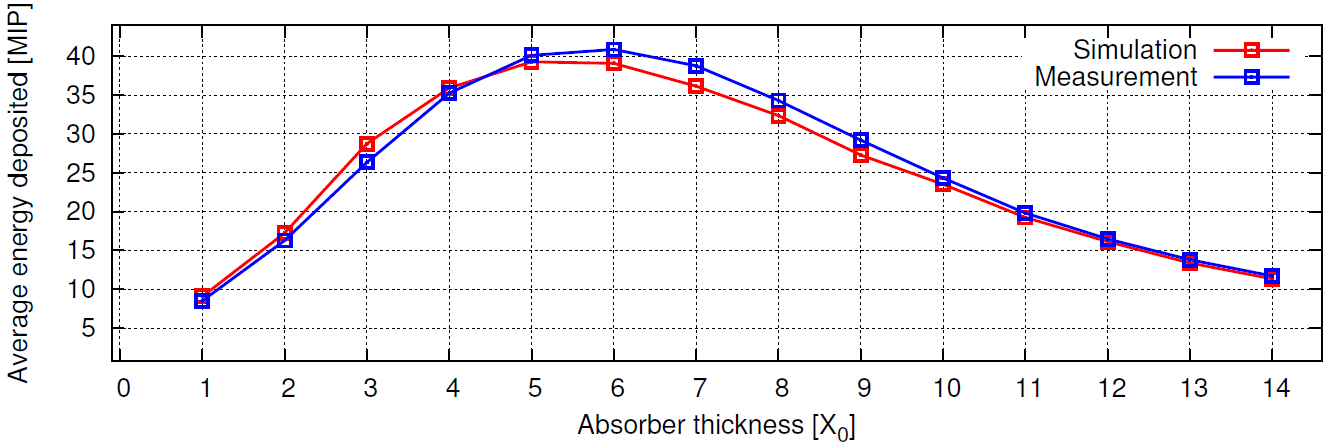 Average energy deposited [MIP]
40
35
30
25
20
15
10
5
Simulation
Measurement
0 1 2 3 4 5 6 7 8 9 10 11 12 13 14
Absorber thickness [X0]